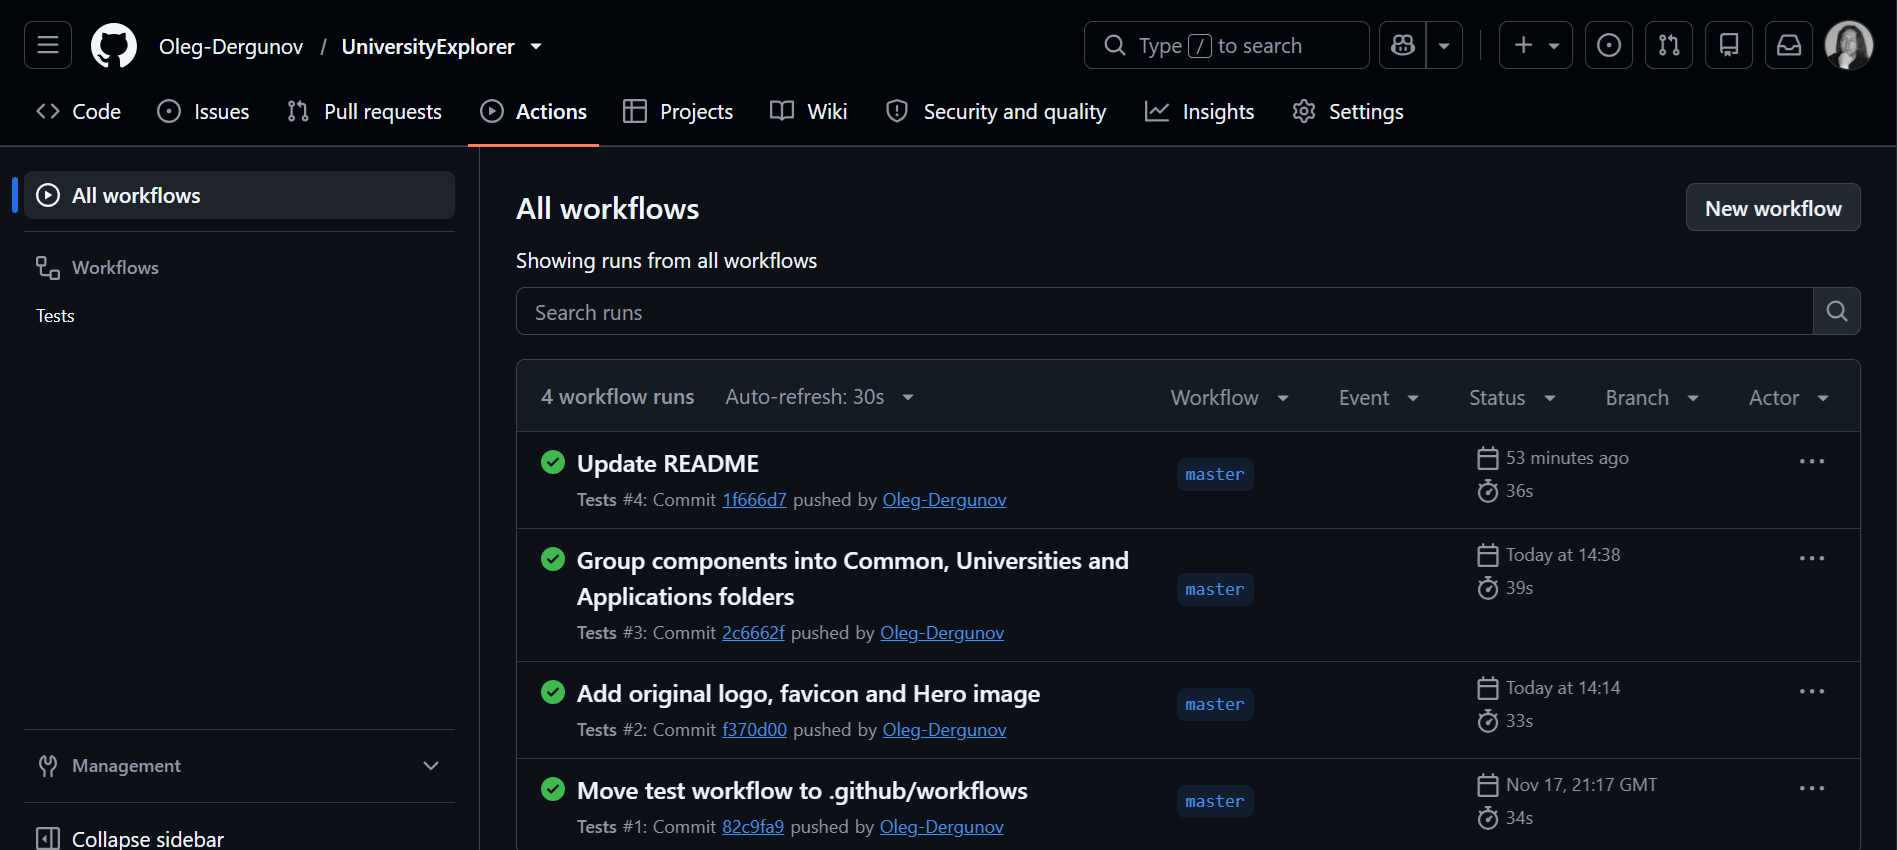 Oleg-Dergunov / UniversityExplorer
Type / to search
Code Issues Pull requests Actions Projects Wiki Security and quality Insights Settings
All workflows
Workflows
Tests
Management
Collapse sidebar
All workflows
New workflow
Showing runs from all workflows
Search runs
4 workflow runs Auto-refresh: 30s Workflow Event Status Branch Actor
Update README
Tests #4: Commit 1f666d7 pushed by Oleg-Dergunov
master
53 minutes ago
36s
Group components into Common, Universities and
Applications folders
Tests #3: Commit 2c6662f pushed by Oleg-Dergunov
master
Today at 14:38
39s
Add original logo, favicon and Hero image
Tests #2: Commit f370d00 pushed by Oleg-Dergunov
master
Today at 14:14
33s
Move test workflow to .github/workflows
Tests #1: Commit 82c9fa9 pushed by Oleg-Dergunov
master
Nov 17, 21:17 GMT
34s